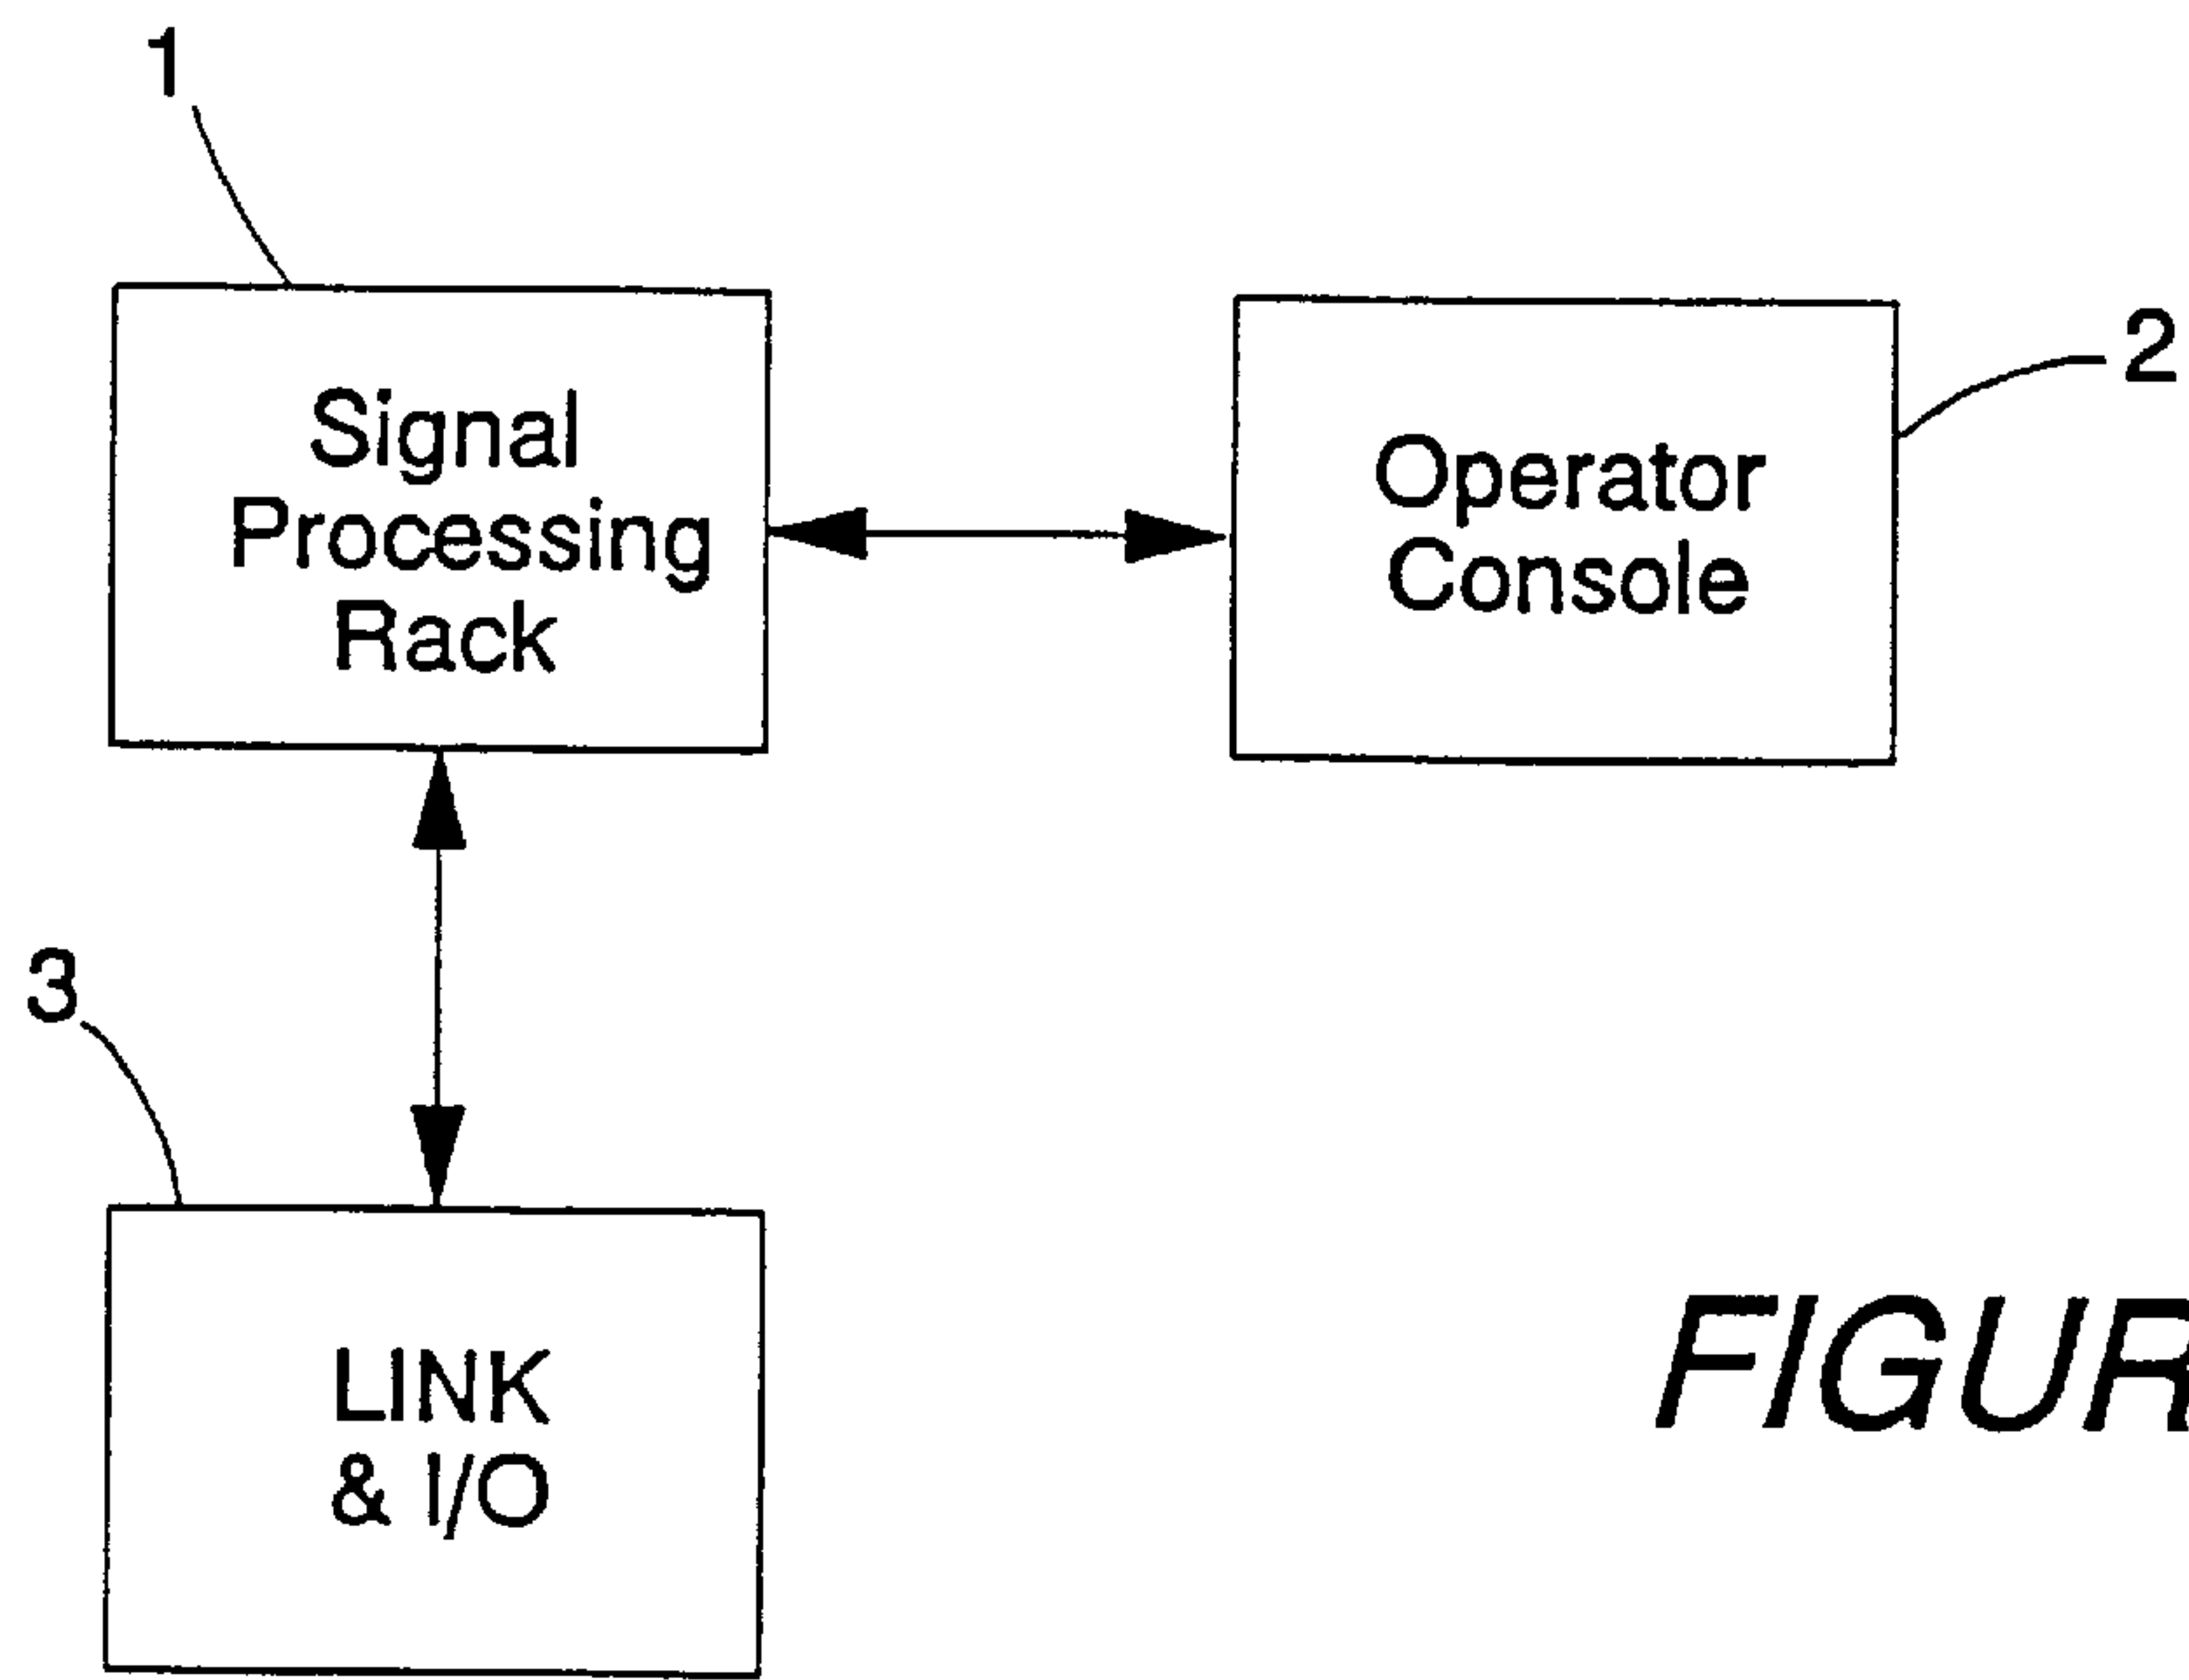 1
Signal
Processing
Rack
Operator
Console
2
3
LINK
& I/O
FIGUR